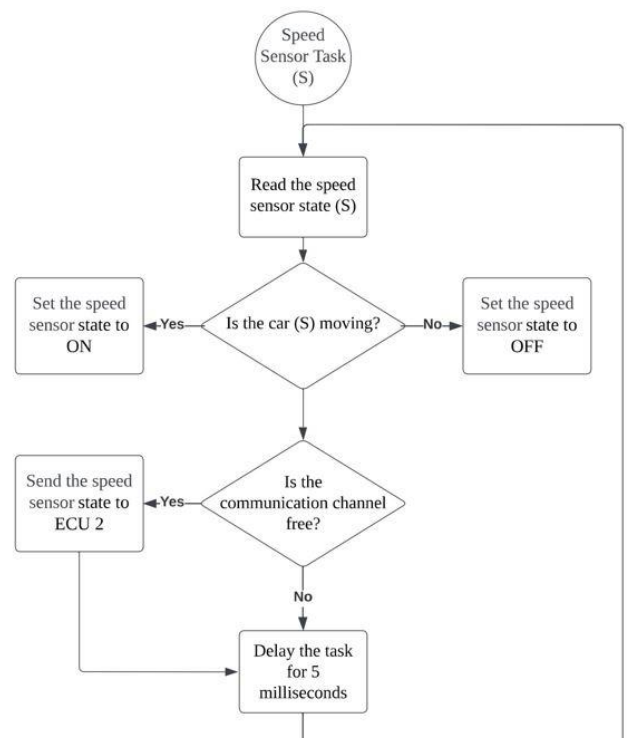 Speed
Sensor Task
(S)
Read the speed
sensor state (S)
Set the speed
sensor state to
ON
Yes
Is the car (S) moving?
No
Set the speed
sensor state to
OFF
Send the speed
sensor state to
ECU 2
Yes
Is the
communication channel
free?
No
Delay the task
for 5
milliseconds